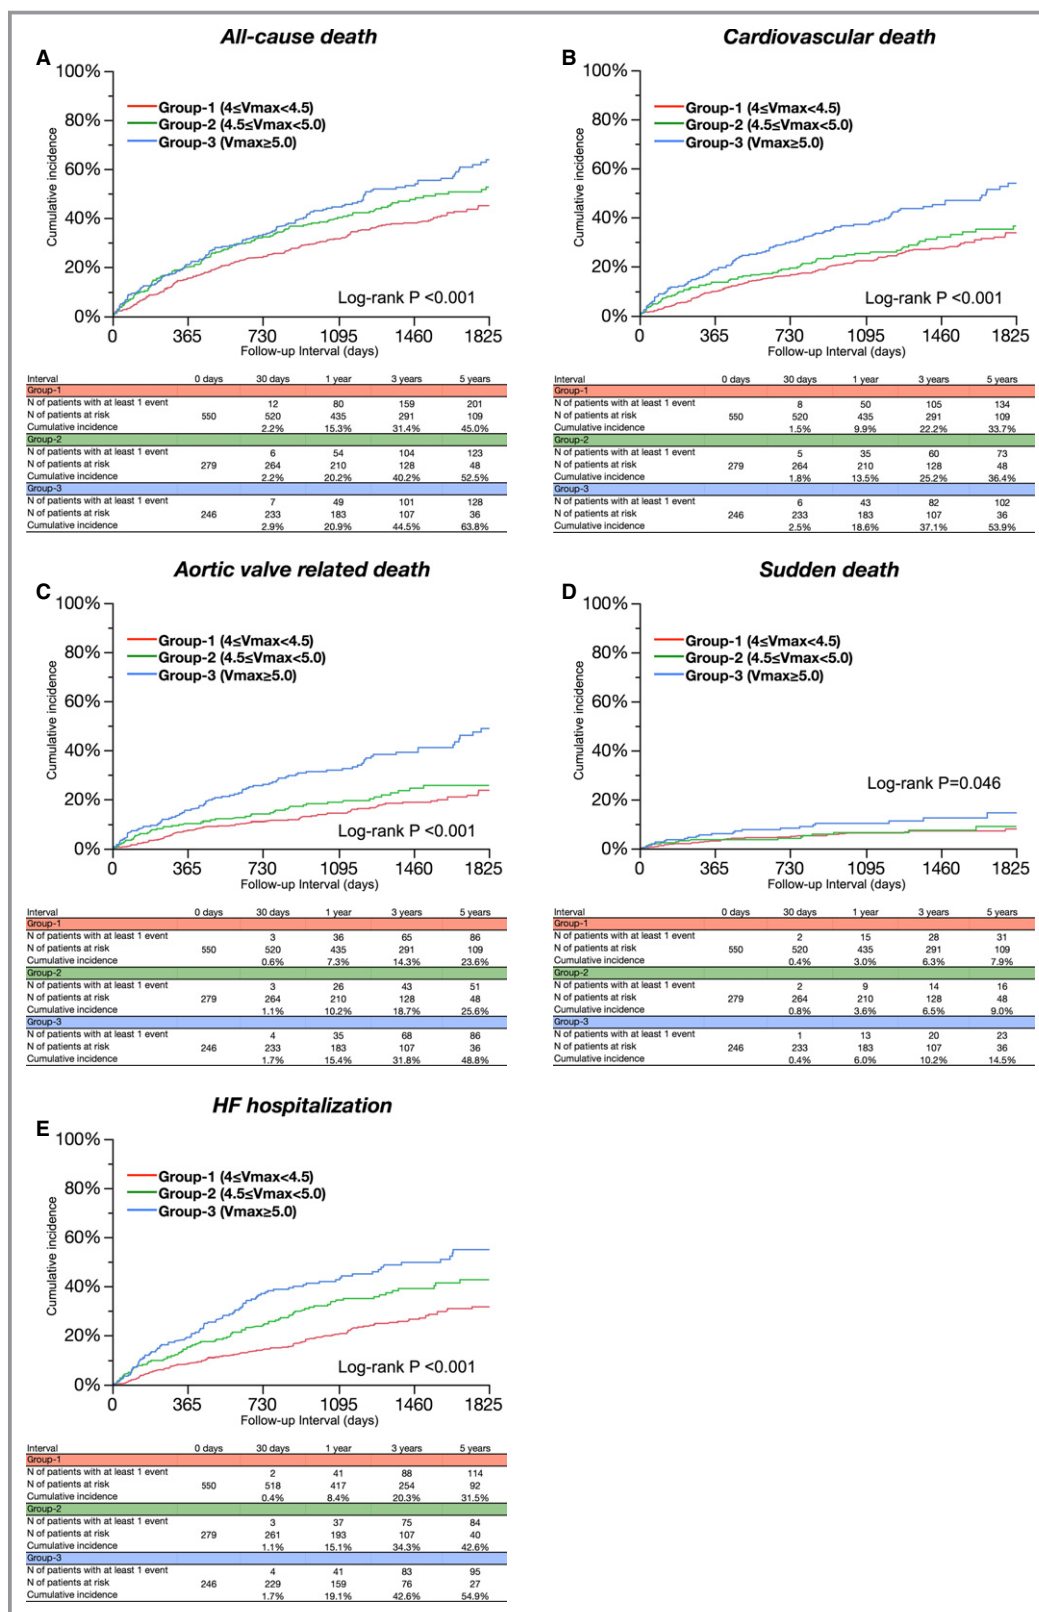 All-cause death
A
100%
80%
60%
40%
20%
0%
Cumulative incidence
Group-1 (4≤Vmax<4.5)
Group-2 (4.5≤Vmax<5.0)
Group-3 (Vmax≥5.0)
Log-rank P <0.001
0 365 730 1095 1460 1825
Follow-up Interval (days)
Interval 0 days 30 days 1 year 3 years 5 years
Group-1
N of patients with at least 1 event 12 80 159 201
N of patients at risk 550 520 435 291 109
Cumulative incidence 2.2% 15.3% 31.4% 45.0%
Group-2
N of patients with at least 1 event 6 54 104 123
N of patients at risk 279 264 210 128 48
Cumulative incidence 2.2% 20.2% 40.2% 52.5%
Group-3
N of patients with at least 1 event 7 49 101 128
N of patients at risk 246 233 183 107 36
Cumulative incidence 2.9% 20.9% 44.5% 63.8%
Cardiovascular death
B
100%
80%
60%
40%
20%
0%
Cumulative incidence
Group-1 (4≤Vmax<4.5)
Group-2 (4.5≤Vmax<5.0)
Group-3 (Vmax≥5.0)
Log-rank P <0.001
0 365 730 1095 1460 1825
Follow-up Interval (days)
Interval 0 days 30 days 1 year 3 years 5 years
Group-1
N of patients with at least 1 event 8 50 105 134
N of patients at risk 550 520 435 291 109
Cumulative incidence 1.5% 9.9% 22.2% 33.7%
Group-2
N of patients with at least 1 event 5 35 60 73
N of patients at risk 279 264 210 128 48
Cumulative incidence 1.8% 13.5% 25.2% 36.4%
Group-3
N of patients with at least 1 event 6 43 82 102
N of patients at risk 246 233 183 107 36
Cumulative incidence 2.5% 18.6% 37.1% 53.9%
Aortic valve related death
C
100%
80%
60%
40%
20%
0%
Cumulative incidence
Group-1 (4≤Vmax<4.5)
Group-2 (4.5≤Vmax<5.0)
Group-3 (Vmax≥5.0)
Log-rank P <0.001
0 365 730 1095 1460 1825
Follow-up Interval (days)
Interval 0 days 30 days 1 year 3 years 5 years
Group-1
N of patients with at least 1 event 3 36 65 86
N of patients at risk 550 520 435 291 109
Cumulative incidence 0.6% 7.3% 14.3% 23.6%
Group-2
N of patients with at least 1 event 3 26 43 51
N of patients at risk 279 264 210 128 48
Cumulative incidence 1.1% 10.2% 18.7% 25.6%
Group-3
N of patients with at least 1 event 4 35 68 86
N of patients at risk 246 233 183 107 36
Cumulative incidence 1.7% 15.4% 31.8% 48.8%
Sudden death
D
100%
80%
60%
40%
20%
0%
Cumulative incidence
Group-1 (4≤Vmax<4.5)
Group-2 (4.5≤Vmax<5.0)
Group-3 (Vmax≥5.0)
Log-rank P=0.046
0 365 730 1095 1460 1825
Follow-up Interval (days)
Interval 0 days 30 days 1 year 3 years 5 years
Group-1
N of patients with at least 1 event 2 15 28 31
N of patients at risk 550 520 435 291 109
Cumulative incidence 0.4% 3.0% 6.3% 7.9%
Group-2
N of patients with at least 1 event 2 9 14 16
N of patients at risk 279 264 210 128 48
Cumulative incidence 0.8% 3.6% 6.5% 9.0%
Group-3
N of patients with at least 1 event 1 13 20 23
N of patients at risk 246 233 183 107 36
Cumulative incidence 0.4% 6.0% 10.2% 14.5%
HF hospitalization
E
100%
80%
60%
40%
20%
0%
Cumulative incidence
Group-1 (4≤Vmax<4.5)
Group-2 (4.5≤Vmax<5.0)
Group-3 (Vmax≥5.0)
Log-rank P <0.001
0 365 730 1095 1460 1825
Follow-up Interval (days)
Interval 0 days 30 days 1 year 3 years 5 years
Group-1
N of patients with at least 1 event 2 41 88 114
N of patients at risk 550 518 417 254 92
Cumulative incidence 0.4% 8.4% 20.3% 31.5%
Group-2
N of patients with at least 1 event 3 37 75 84
N of patients at risk 279 261 193 107 40
Cumulative incidence 1.1% 15.1% 34.3% 42.6%
Group-3
N of patients with at least 1 event 4 41 83 95
N of patients at risk 246 229 159 76 27
Cumulative incidence 1.7% 19.1% 42.6% 54.9%